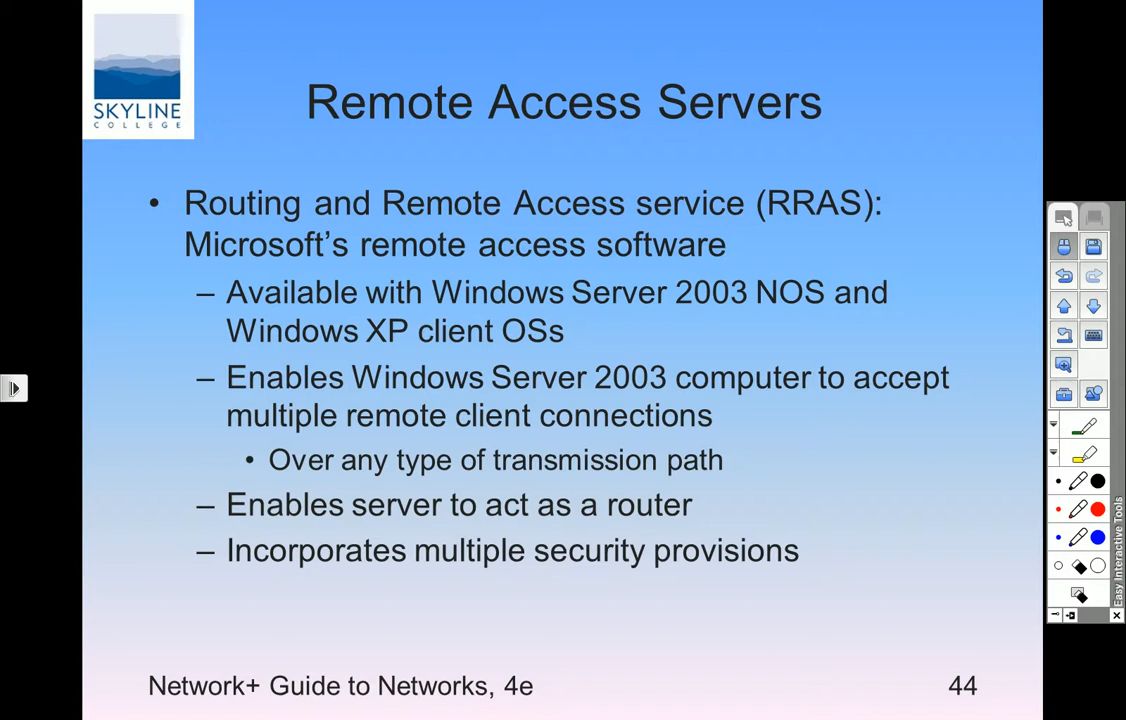 SKYLINE
COLLEGE
Remote Access Servers
• Routing and Remote Access service (RRAS):
Microsoft’s remote access software
– Available with Windows Server 2003 NOS and
Windows XP client OSs
– Enables Windows Server 2003 computer to accept
multiple remote client connections
• Over any type of transmission path
– Enables server to act as a router
– Incorporates multiple security provisions
Network+ Guide to Networks, 4e
44
Easy Interactive Tools